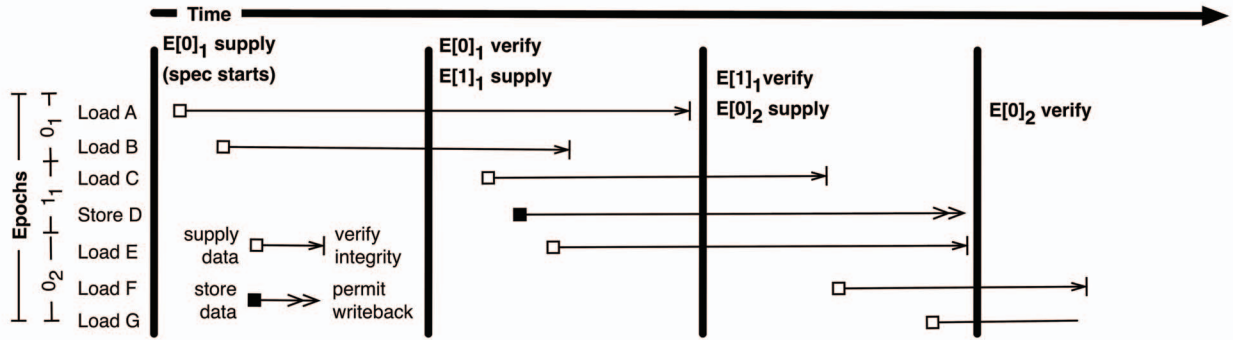 Time
E[0]1 supply
(spec starts)
E[0]1 verify
E[1]1 supply
E[1]1 verify
E[0]2 supply
E[0]2 verify
Epochs
01
11
02
Load A
Load B
Load C
Store D
Load E
Load F
Load G
supply
data
verify
integrity
store
data
permit
writeback